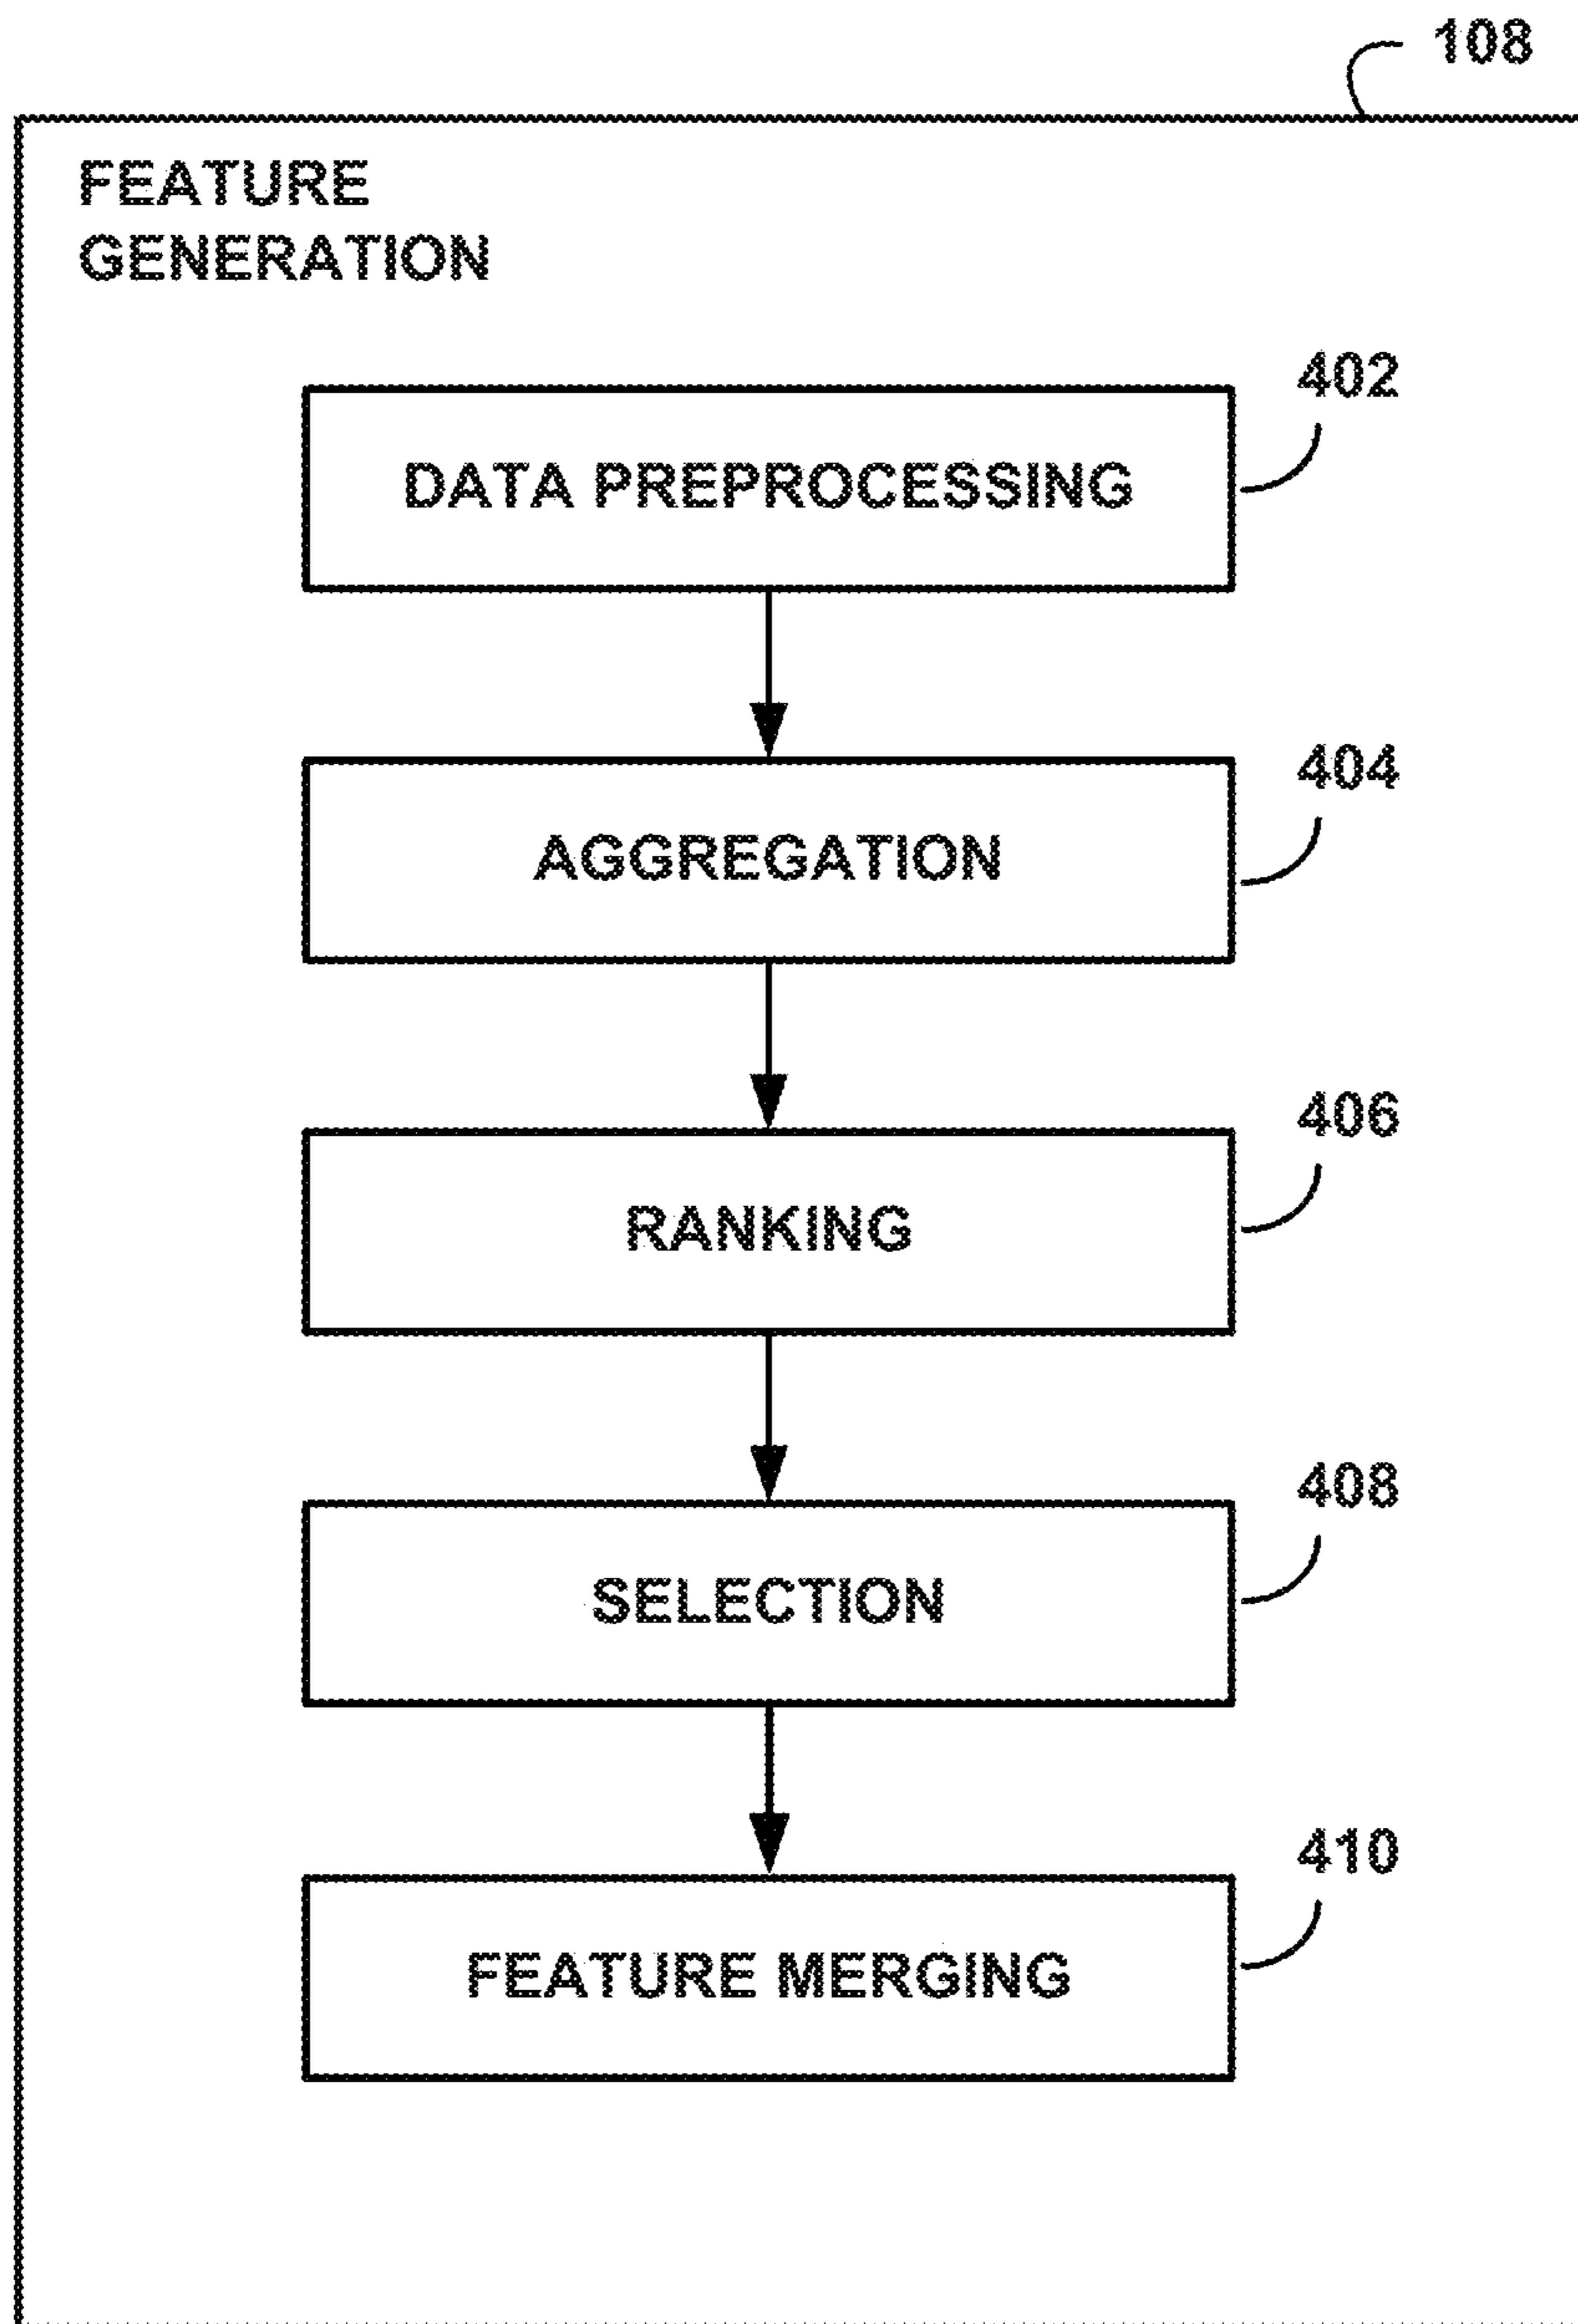 108
FEATURE
GENERATION
402
DATA PREPROCESSING
404
AGGREGATION
406
RANKING
408
SELECTION
410
FEATURE MERGING